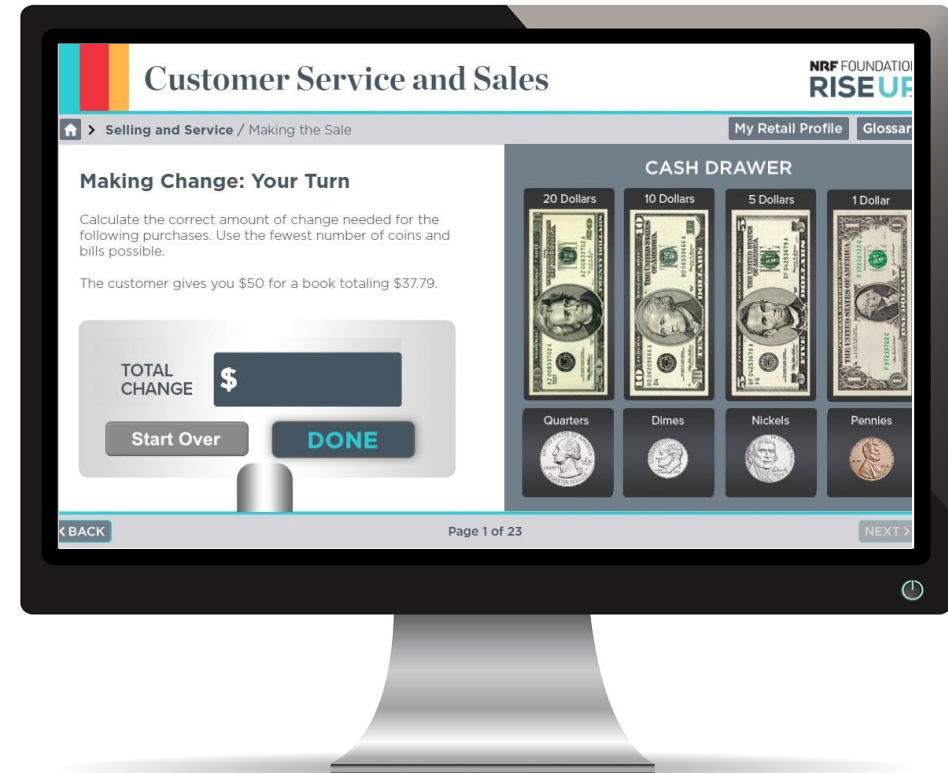 Customer Service and Sales
NRF FOUNDATION
RISE UP
> Selling and Service / Making the Sale
My Retail Profile
Glossar
Making Change: Your Turn
Calculate the correct amount of change needed for the
following purchases. Use the fewest number of coins and
bills possible.
The customer gives you $50 for a book totaling $37.79.
TOTAL
CHANGE
$
Start Over
DONE
CASH DRAWER
20 Dollars
10 Dollars
5 Dollars
1 Dollar
Quarters
Dimes
Nickels
Pennies
< BACK
Page 1 of 23
NEXT >